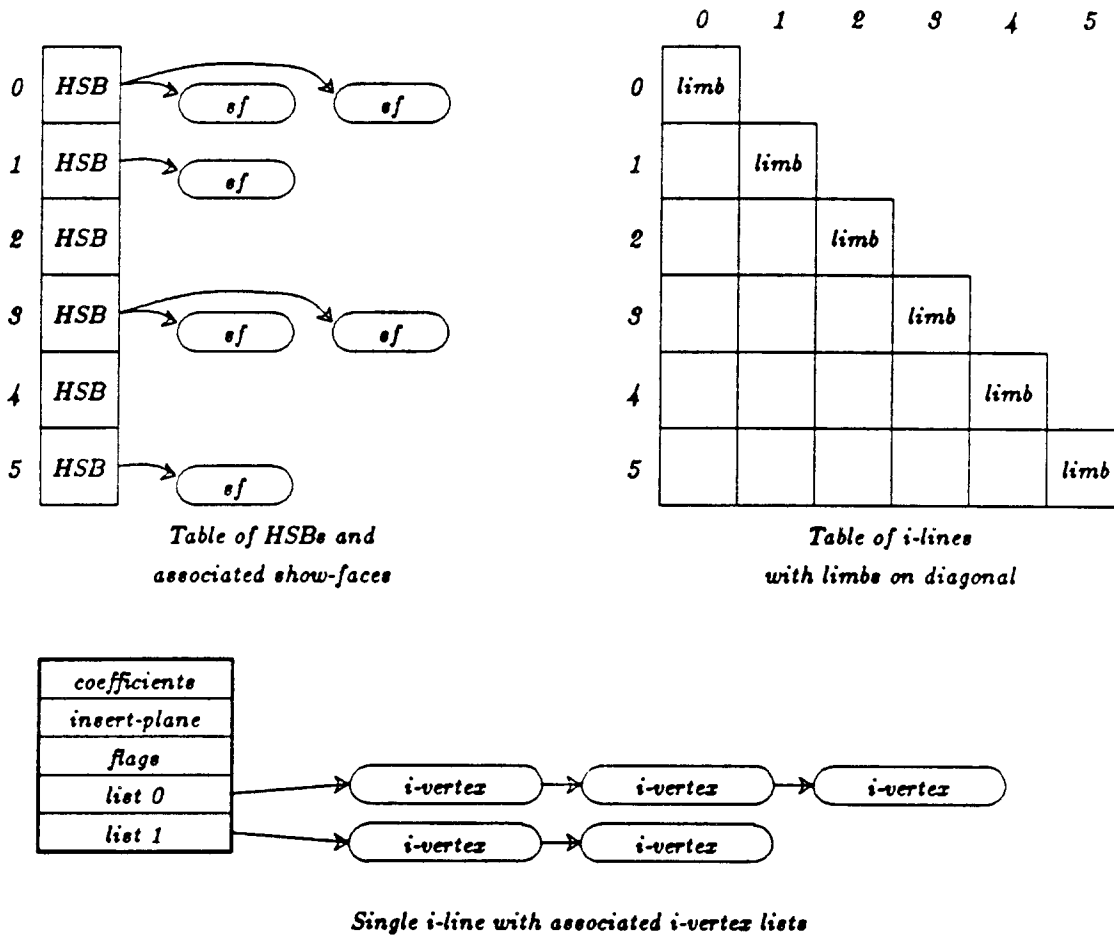 0 HSB sf sf
1 HSB sf
2 HSB
3 HSB sf sf
4 HSB
5 HSB sf
Table of HSBs and
associated show-faces
0 1 2 3 4 5
0 limb
1 limb
2 limb
3 limb
4 limb
5 limb
Table of i-lines
with limbs on diagonal
coefficients
insert-plane
flags
list 0 i-vertex i-vertex i-vertex
list 1 i-vertex i-vertex
Single i-line with associated i-vertex lists